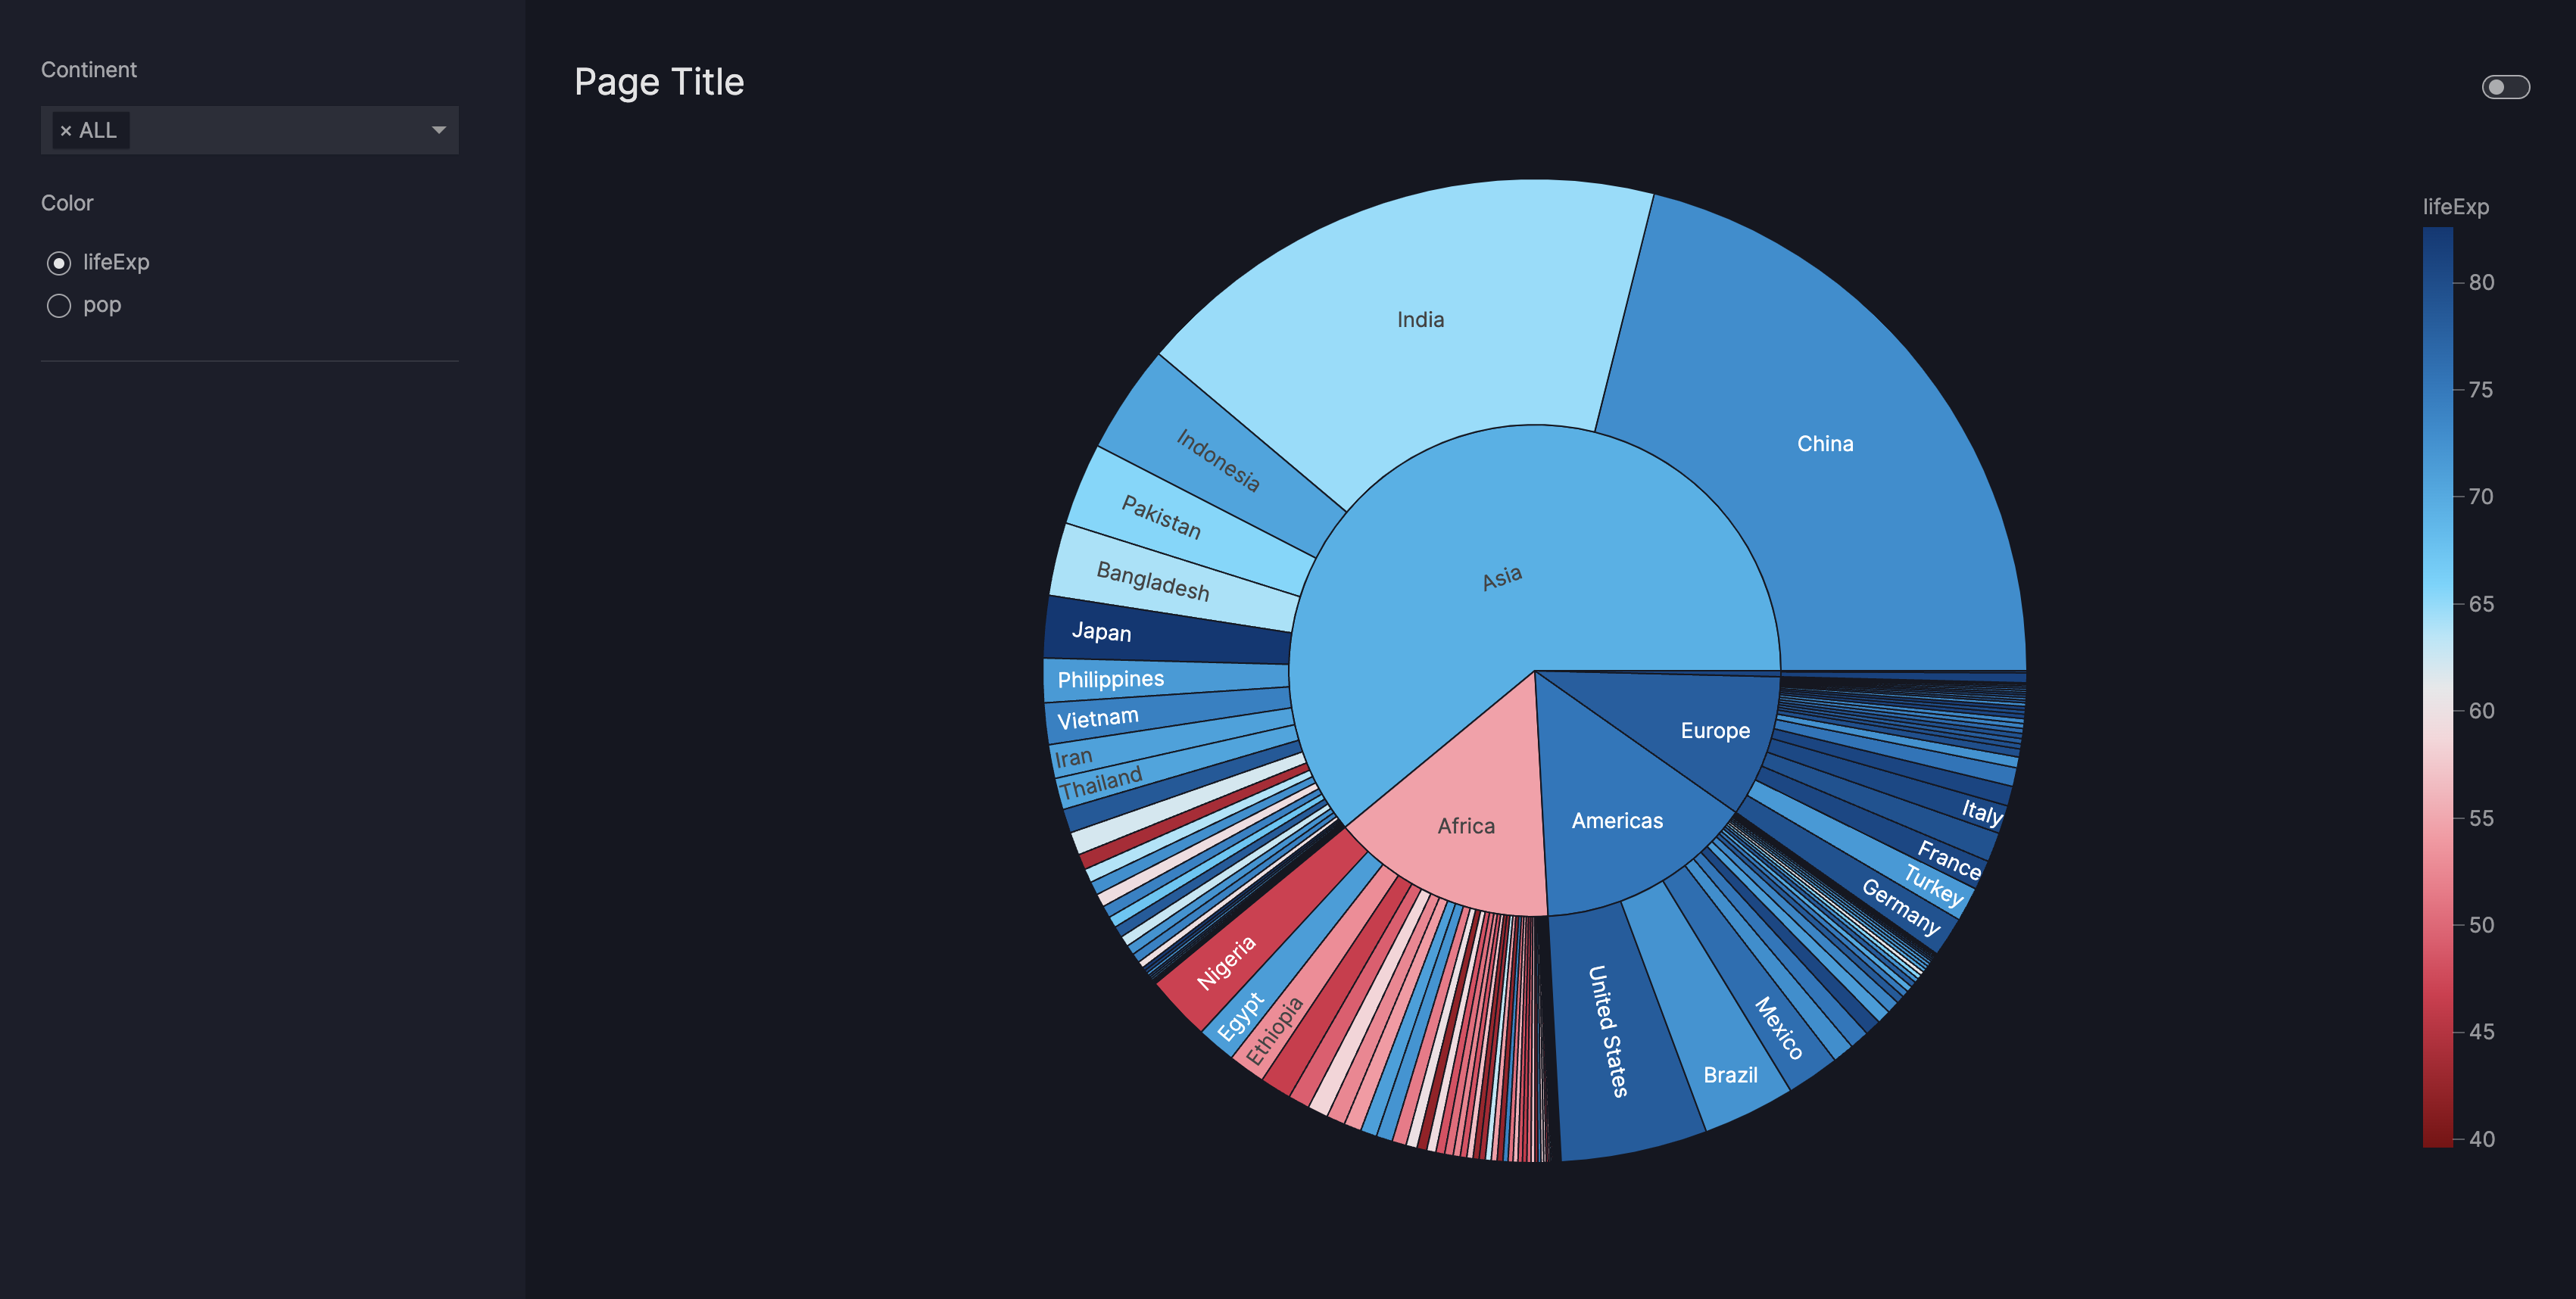 Continent
× ALL
Color
lifeExp
pop
Page Title
India
China
Indonesia
Pakistan
Bangladesh
Asia
Japan
Philippines
Vietnam
Iran
Thailand
Europe
Americas
Africa
Italy
France
Turkey
Germany
Nigeria
Egypt
Ethiopia
United States
Brazil
Mexico
lifeExp
80
75
70
65
60
55
50
45
40